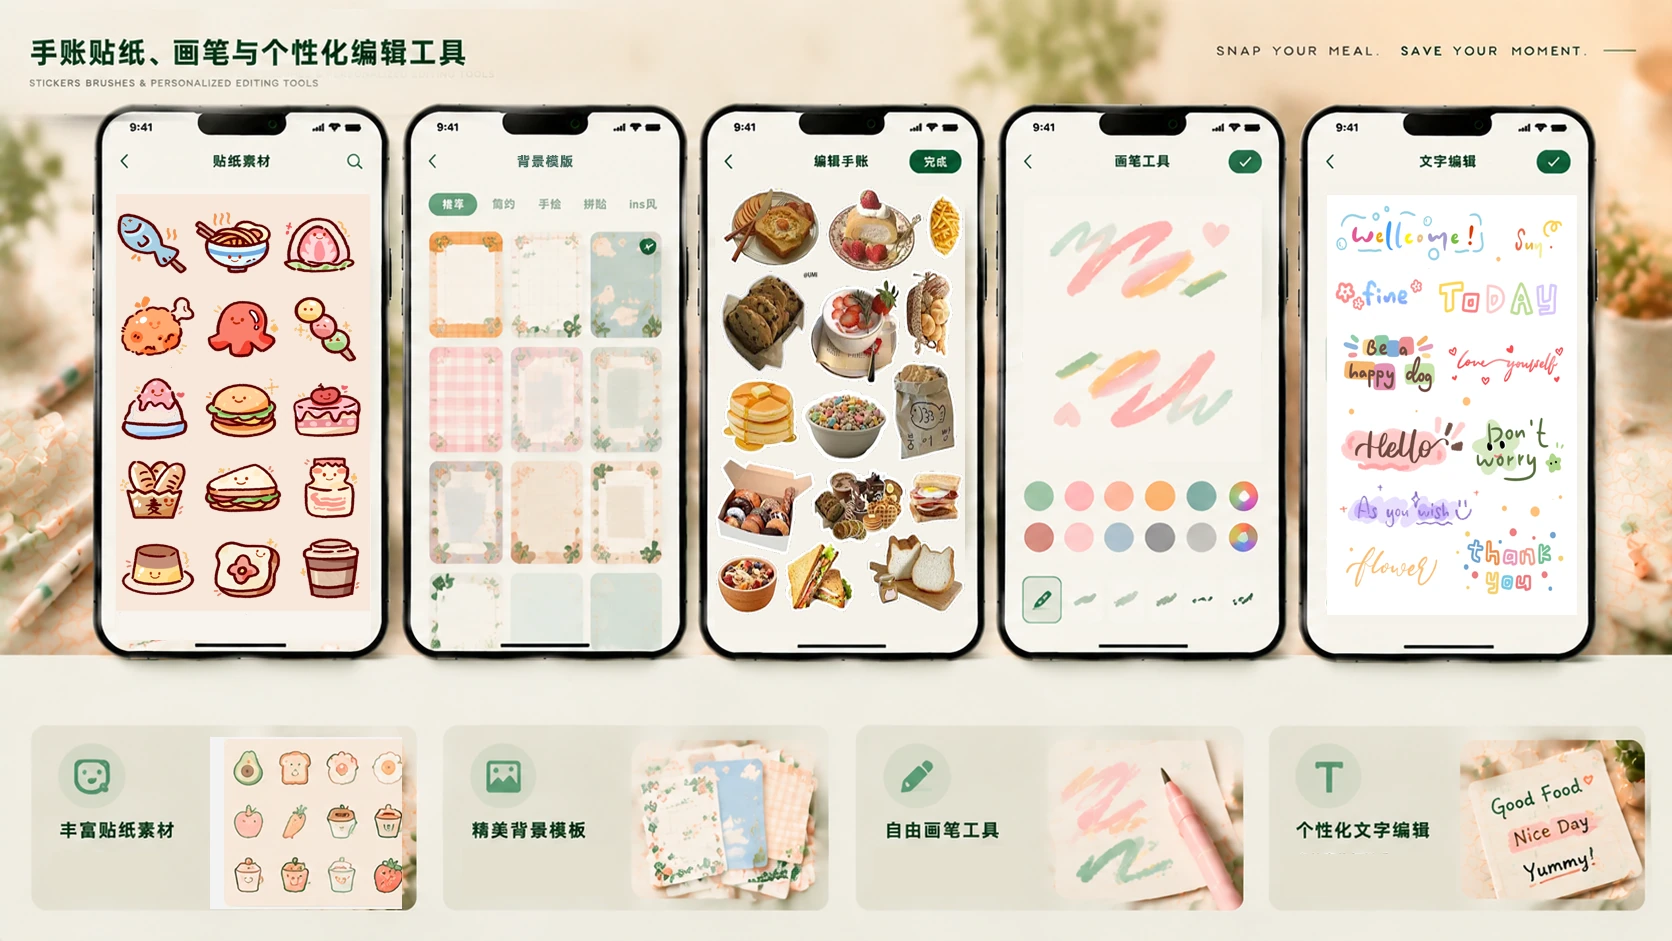 手账贴纸、画笔与个性化编辑工具
STICKERS BRUSHES & PERSONALIZED EDITING TOOLS
SNAP YOUR MEAL. SAVE YOUR MOMENT.
9:41
贴纸素材
麦
9:41
背景模版
简约
手绘
ins风
9:41
编辑手账
完成
@UMI
9:41
画笔工具
9:41
文字编辑
wellcome!
Sun
fine
TODAY
Be a
happy dog
love yourself
Hello
Don't
worry
As you wish
flower
thank
you
丰富贴纸素材
精美背景模板
自由画笔工具
T
个性化文字编辑
Good Food
Nice Day
Yummy!